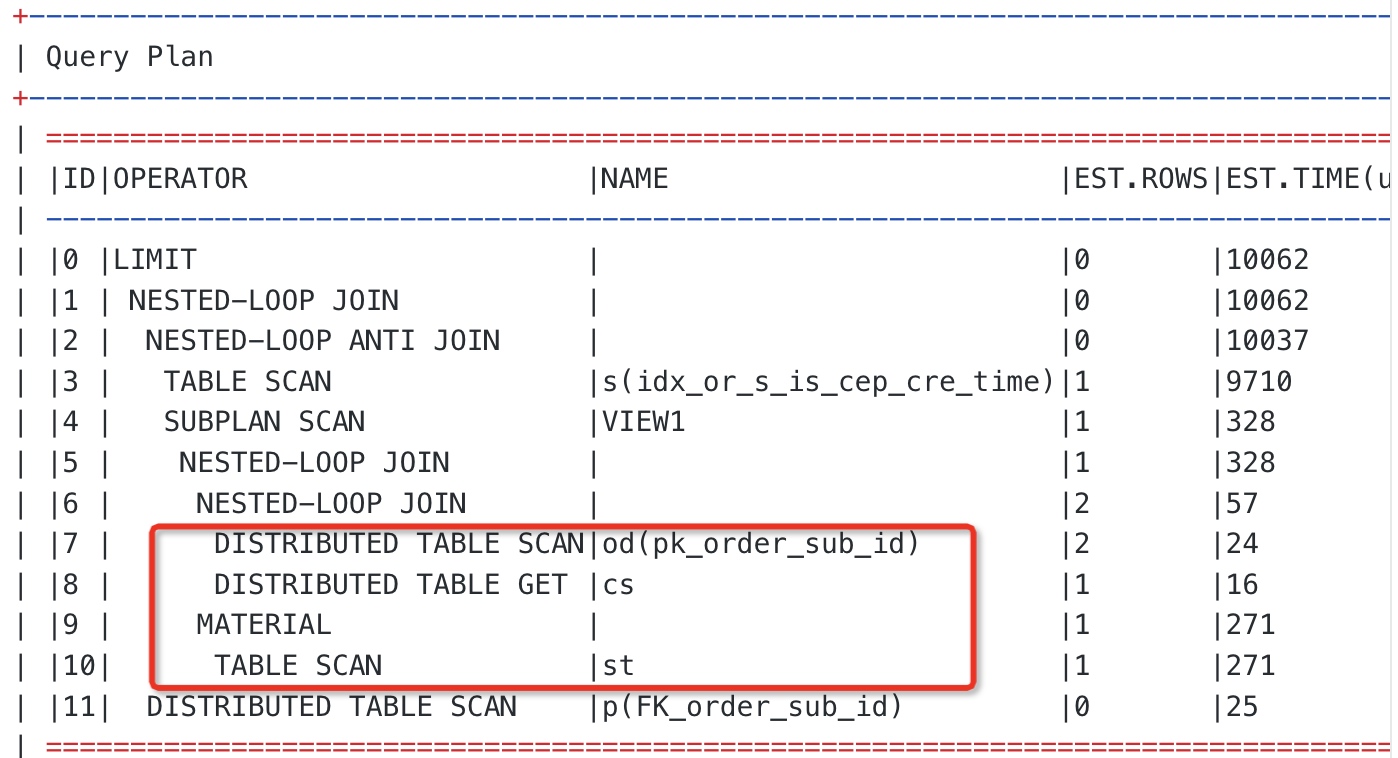 Query Plan
|ID|OPERATOR |NAME |EST.ROWS|EST.TIME(u
|0 |LIMIT | |0 |10062
|1 | NESTED-LOOP JOIN | |0 |10062
|2 | NESTED-LOOP ANTI JOIN | |0 |10037
|3 | TABLE SCAN |s(idx_or_s_is_cep_cre_time)|1 |9710
|4 | SUBPLAN SCAN |VIEW1 |1 |328
|5 | NESTED-LOOP JOIN | |1 |328
|6 | NESTED-LOOP JOIN | |2 |57
|7 | DISTRIBUTED TABLE SCAN|od(pk_order_sub_id) |2 |24
|8 | DISTRIBUTED TABLE GET |cs |1 |16
|9 | MATERIAL | |1 |271
|10| TABLE SCAN |st |1 |271
|11| DISTRIBUTED TABLE SCAN |p(FK_order_sub_id) |0 |25